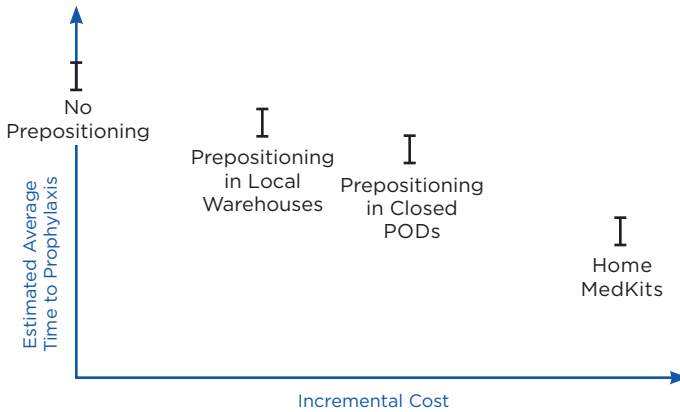 No
Prepositioning
Prepositioning
in Local
Warehouses
Prepositioning
in Closed
PODs
Home
MedKits
Estimated Average
Time to Prophylaxis
Incremental Cost